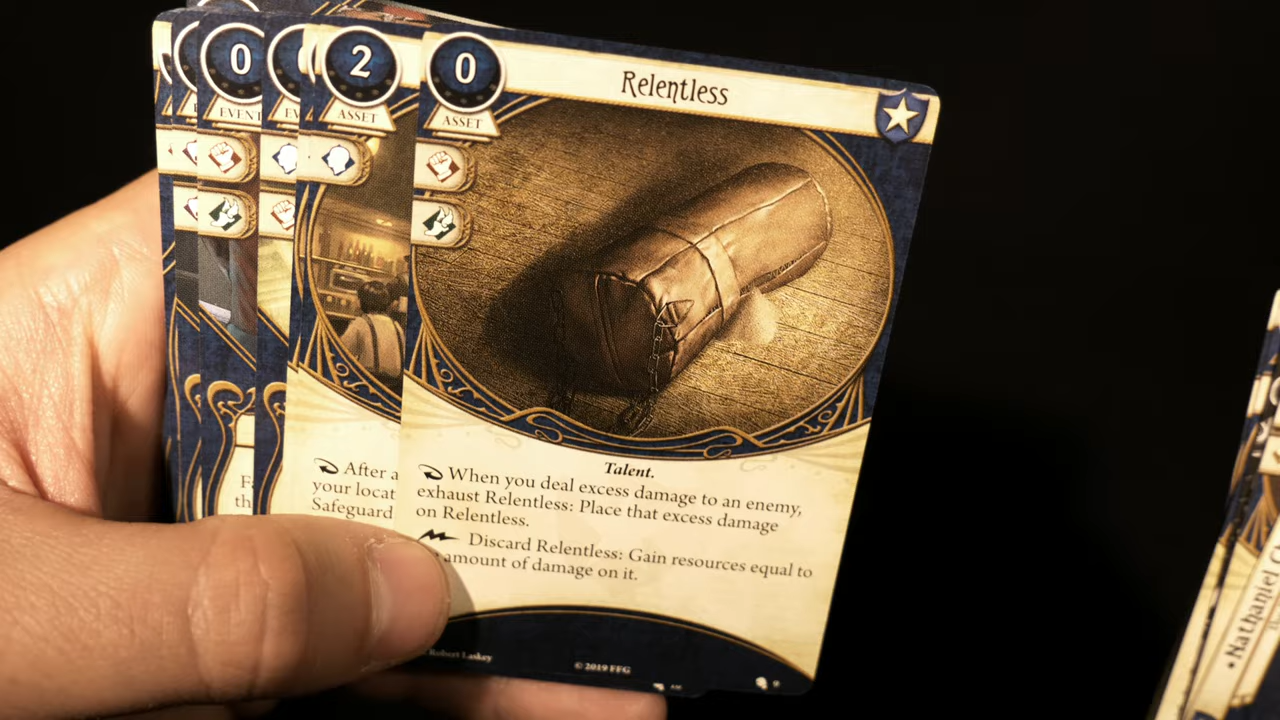 0
2
0
Relentless
EVENT
ASSET
ASSET
Talent.
When you deal excess damage to an enemy,
exhaust Relentless: Place that excess damage
on Relentless.
Discard Relentless: Gain resources equal to
amount of damage on it.
After a
your locat
Safeguard
Robert Laskey
© 2019 FFG
•Nathaniel C